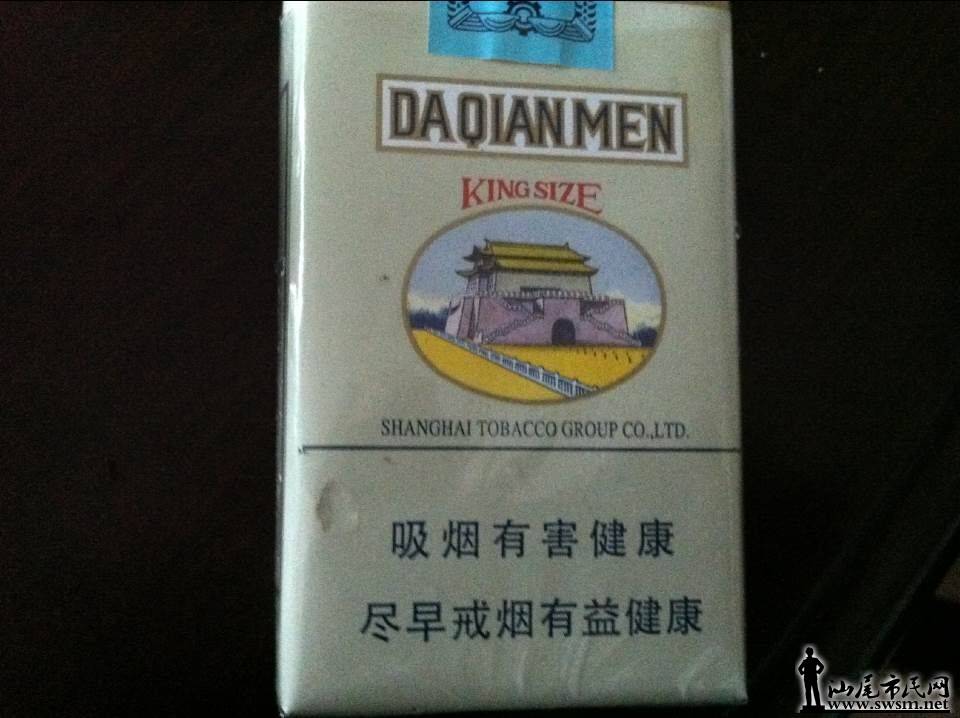 DAQIANMEN
KING SIZE
SHANGHAI TOBACCO GROUP CO.,LTD.
吸烟有害健康
尽早戒烟有益健康
汕尾市民网
www.swsm.net